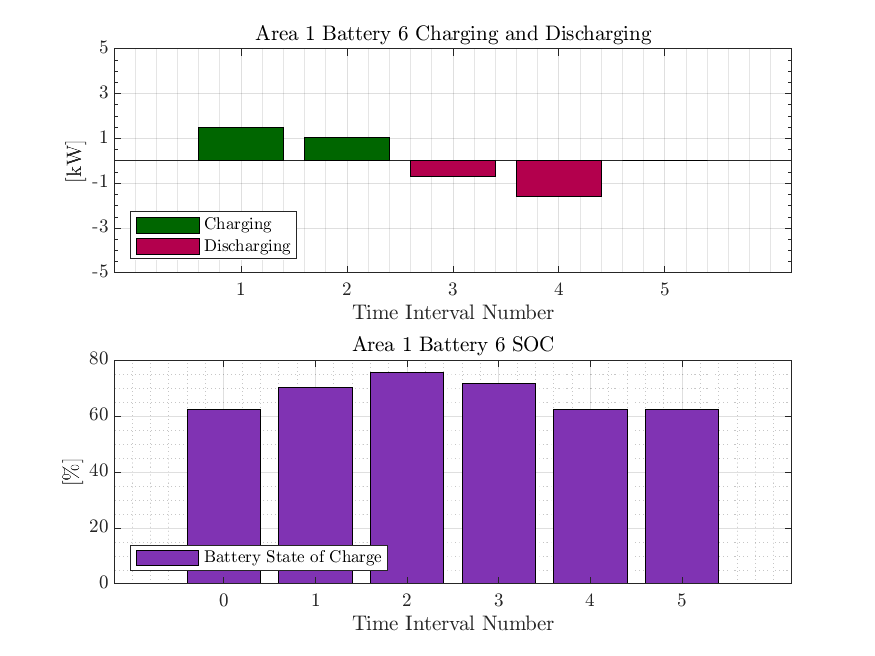 Area 1 Battery 6 Charging and Discharging
5
3
1
-1
-3
-5
[kW]
Charging
Discharging
1 2 3 4 5
Time Interval Number
Area 1 Battery 6 SOC
80
60
40
20
0
[%]
Battery State of Charge
0 1 2 3 4 5
Time Interval Number